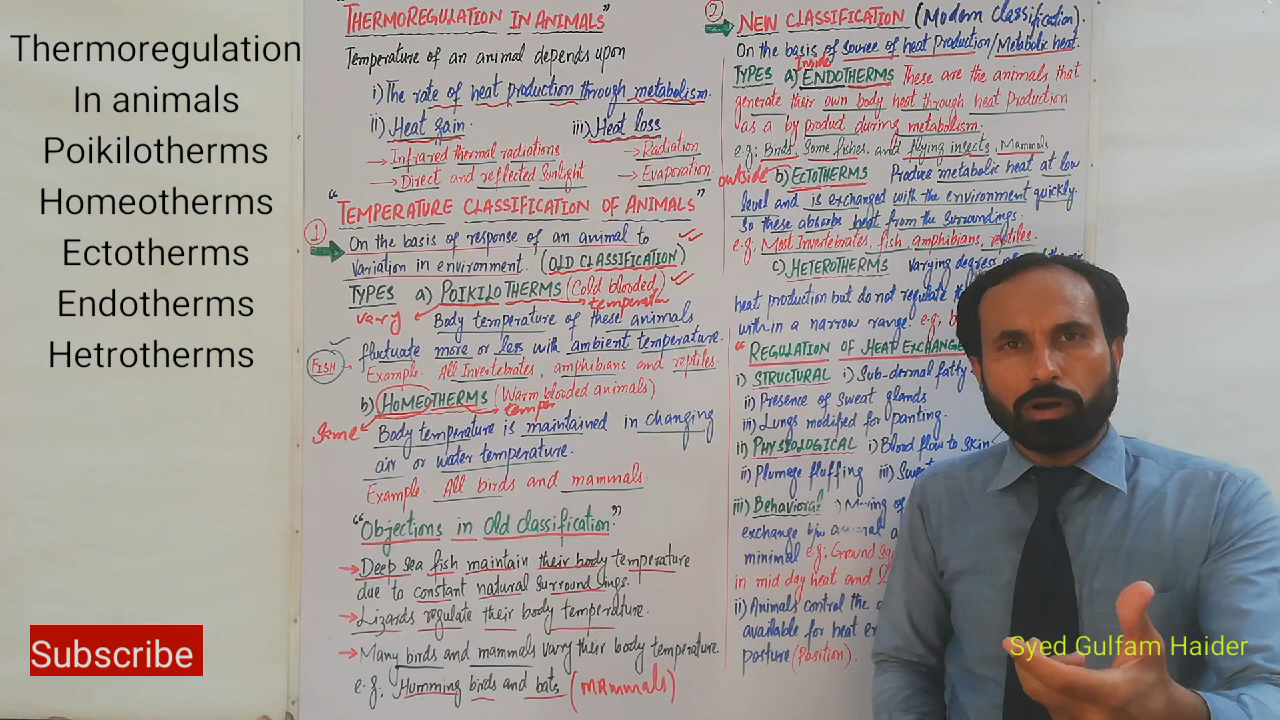 Thermoregulation
In animals
Poikilotherms
Homeotherms
Ectotherms
Endotherms
Hetrotherms
Subscribe
"THERMOREGULATION IN ANIMALS"
Temperature of an animal depends upon
i) The rate of heat production through metabolism.
ii) Heat gain. iii) Heat loss
→ Infrared thermal radiations → Radiation
→ Direct and reflected Sunlight → Evaporation
"TEMPERATURE CLASSIFICATION OF ANIMALS"
① On the basis of response of an animal to
variation in environment. (OLD CLASSIFICATION)
TYPES a) POIKILOTHERMS (Cold blooded)
vary temperature
Body temperature of these animals
fluctuate more or less with ambient temperature.
FISH Example. All Invertebrates, amphibians and reptiles.
b) HOMEOTHERMS (Warm blooded animals).
Same temp
Body temperature is maintained in changing
air or water temperature.
Example. All birds and mammals.
"Objections in Old classification."
→ Deep sea fish maintain their body temperature
due to constant natural Surroundings.
→ Lizards regulate their body temperature.
→ Many birds and mammals vary their body temperature
e.g; Humming birds and bats (mammals)
② NEW CLASSIFICATION (Modern Classification).
On the basis of source of heat Production/Metabolic heat.
Inside
TYPES a) ENDOTHERMS These are the animals that
generate their own body heat through heat Production
as a by product during metabolism.
e.g; Birds, Some fishes, and flying insects, Mammals
outside b) ECTOTHERMS Produce metabolic heat at low
level and is exchanged with the environment quickly
So these absorbs heat from the surroundings.
e.g; Most Invertebrates, fish, amphibians, reptiles.
c) HETEROTHERMS varying degrees
heat production but do not regulate
with in a narrow range. e.g;
"REGULATION OF HEAT EXCHANGE
i) STRUCTURAL i) Sub-dermal fatty
ii) Presence of Sweat glands
iii) Lungs modified for panting.
ii) PHYSIOLOGICAL i) Blood flow to Skin
ii) Plumage fluffing iii)
iii) Behavioral i) of
exchange
minimal e.g; Ground
in mid day heat and
ii) Animals control the
available for heat
posture (Position).
Syed Gulfam Haider